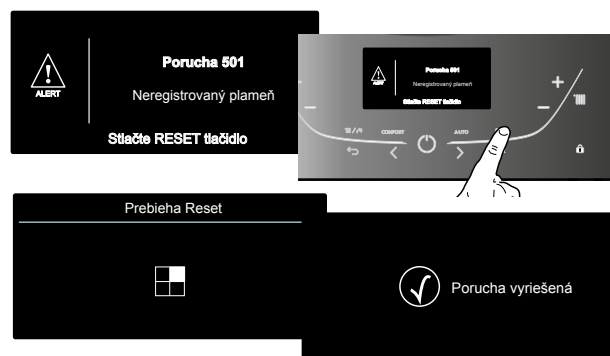 Porucha 501
ALERT
Neregistrovaný plameň
Stlačte RESET tlačidlo
Porucha 501
ALERT
Neregistrovaný plameň
Stlačte RESET tlačidlo
COMFORT
AUTO
Prebieha Reset
Porucha vyriešená